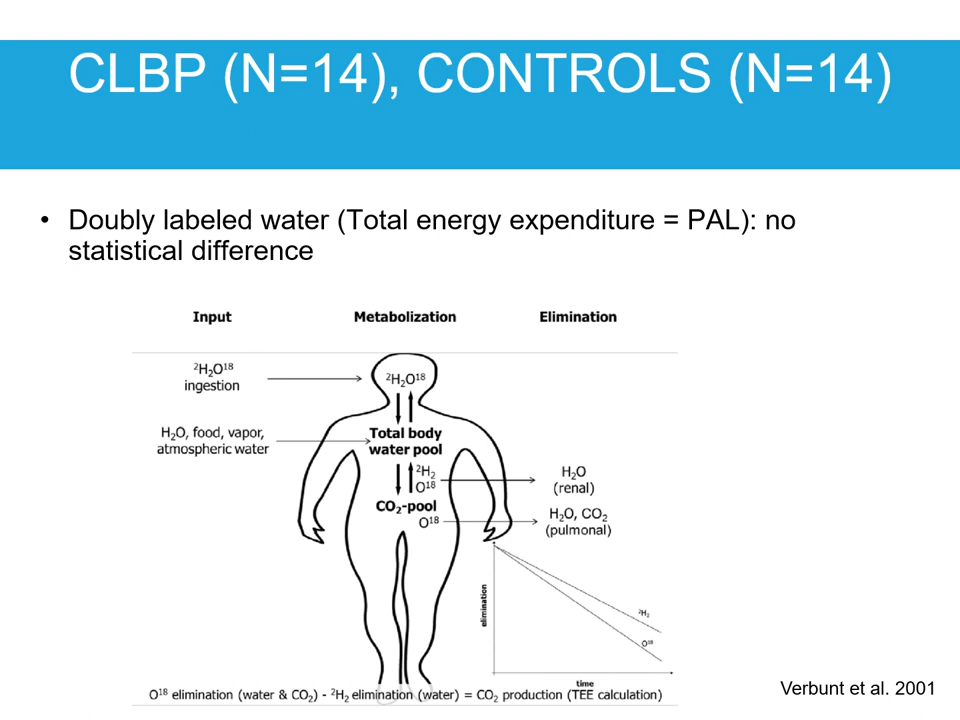 CLBP (N=14), CONTROLS (N=14)
• Doubly labeled water (Total energy expenditure = PAL): no
statistical difference
Input Metabolization Elimination
²H₂O¹⁸
ingestion
²H₂O¹⁸
H₂O, food, vapor,
atmospheric water
Total body
water pool
²H₂
O¹⁸
H₂O
(renal)
CO₂-pool
O¹⁸
H₂O, CO₂
(pulmonal)
elimination
²H₂
O¹⁸
time
O¹⁸ elimination (water & CO₂) - ²H₂ elimination (water) = CO₂ production (TEE calculation)
Verbunt et al. 2001